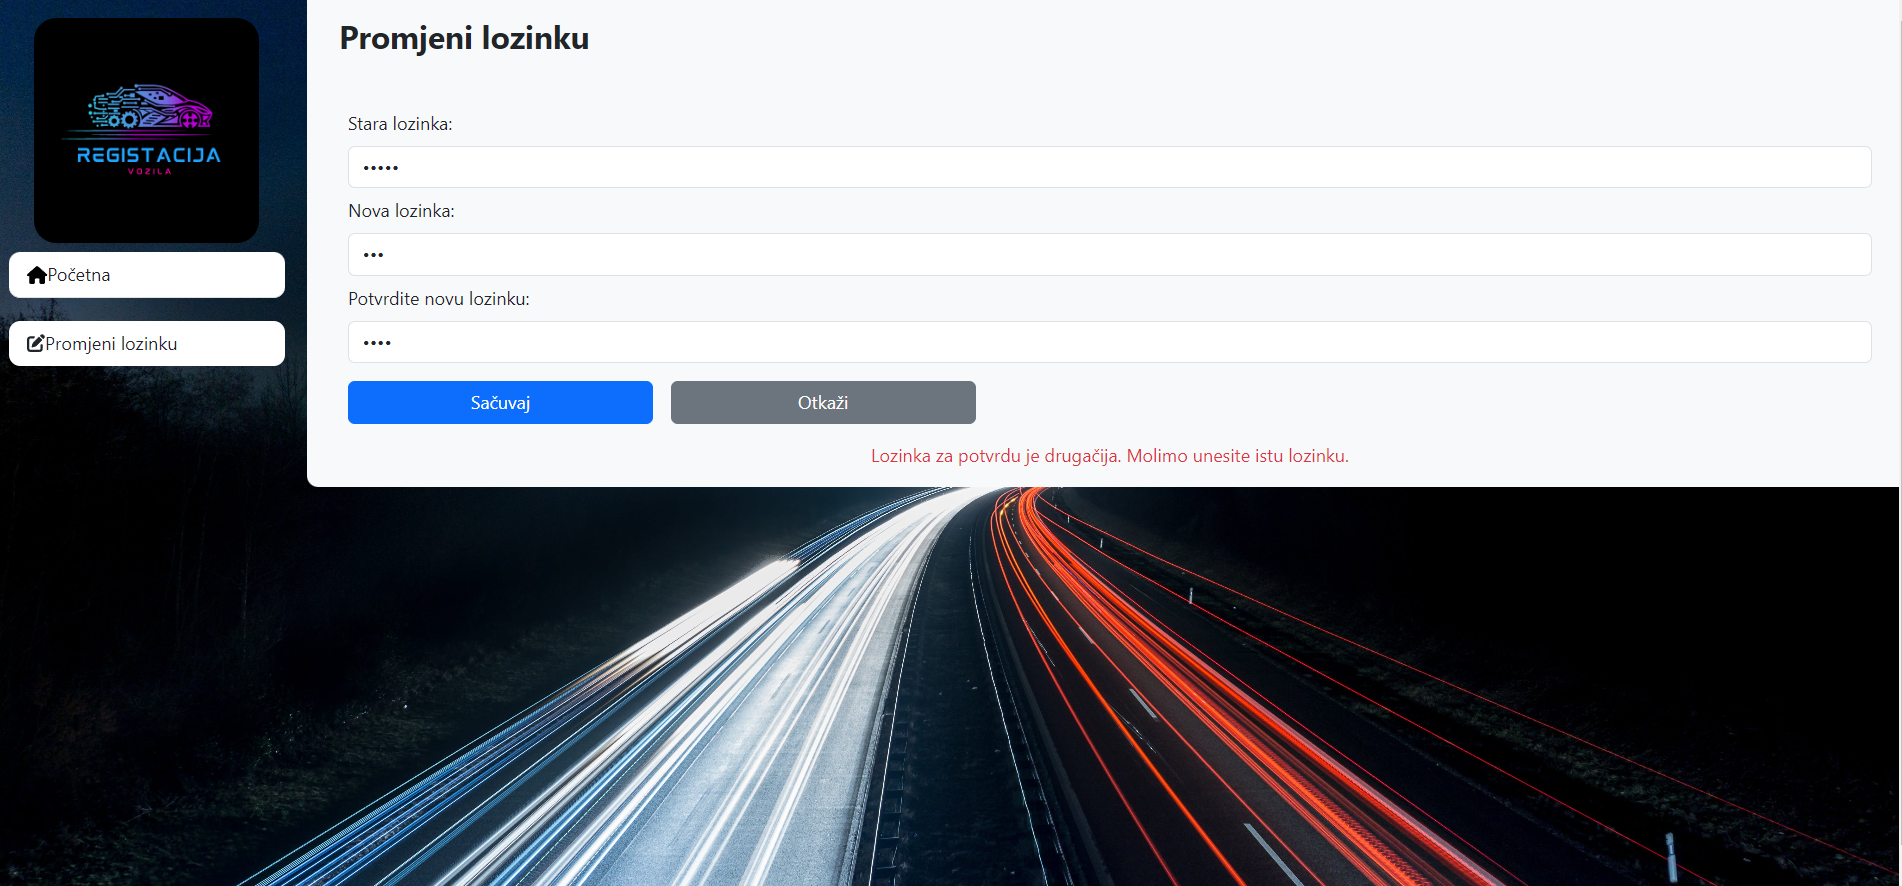 REGISTACIJA
VOZILA
Početna
Promjeni lozinku
Promjeni lozinku
Stara lozinka:
•••••
Nova lozinka:
•••
Potvrdite novu lozinku:
••••
Sačuvaj
Otkaži
Lozinka za potvrdu je drugačija. Molimo unesite istu lozinku.